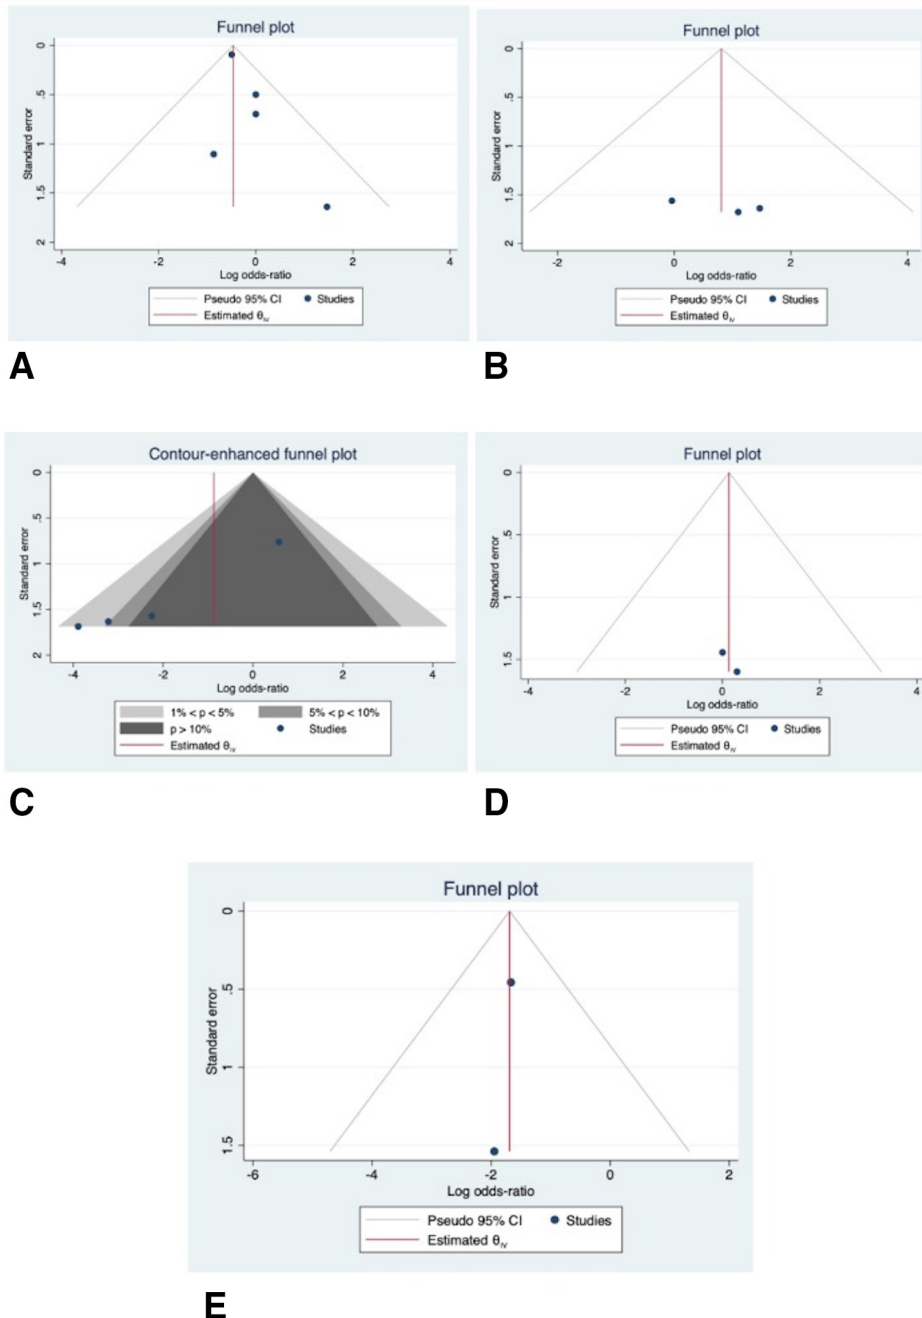 Funnel plot
0
.5
1
1.5
2
Standard error
-4 -2 0 2 4
Log odds-ratio
Pseudo 95% CI Studies
Estimated θIV
A
Funnel plot
0
.5
1
1.5
2
Standard error
-2 0 2 4
Log odds-ratio
Pseudo 95% CI Studies
Estimated θIV
B
Contour-enhanced funnel plot
0
.5
1
1.5
2
Standard error
-4 -2 0 2 4
Log odds-ratio
1% < p < 5% 5% < p < 10%
p > 10% Studies
Estimated θIV
C
Funnel plot
0
.5
1
1.5
Standard error
-4 -2 0 2 4
Log odds-ratio
Pseudo 95% CI Studies
Estimated θIV
D
Funnel plot
0
.5
1
1.5
Standard error
-6 -4 -2 0 2
Log odds-ratio
Pseudo 95% CI Studies
Estimated θIV
E